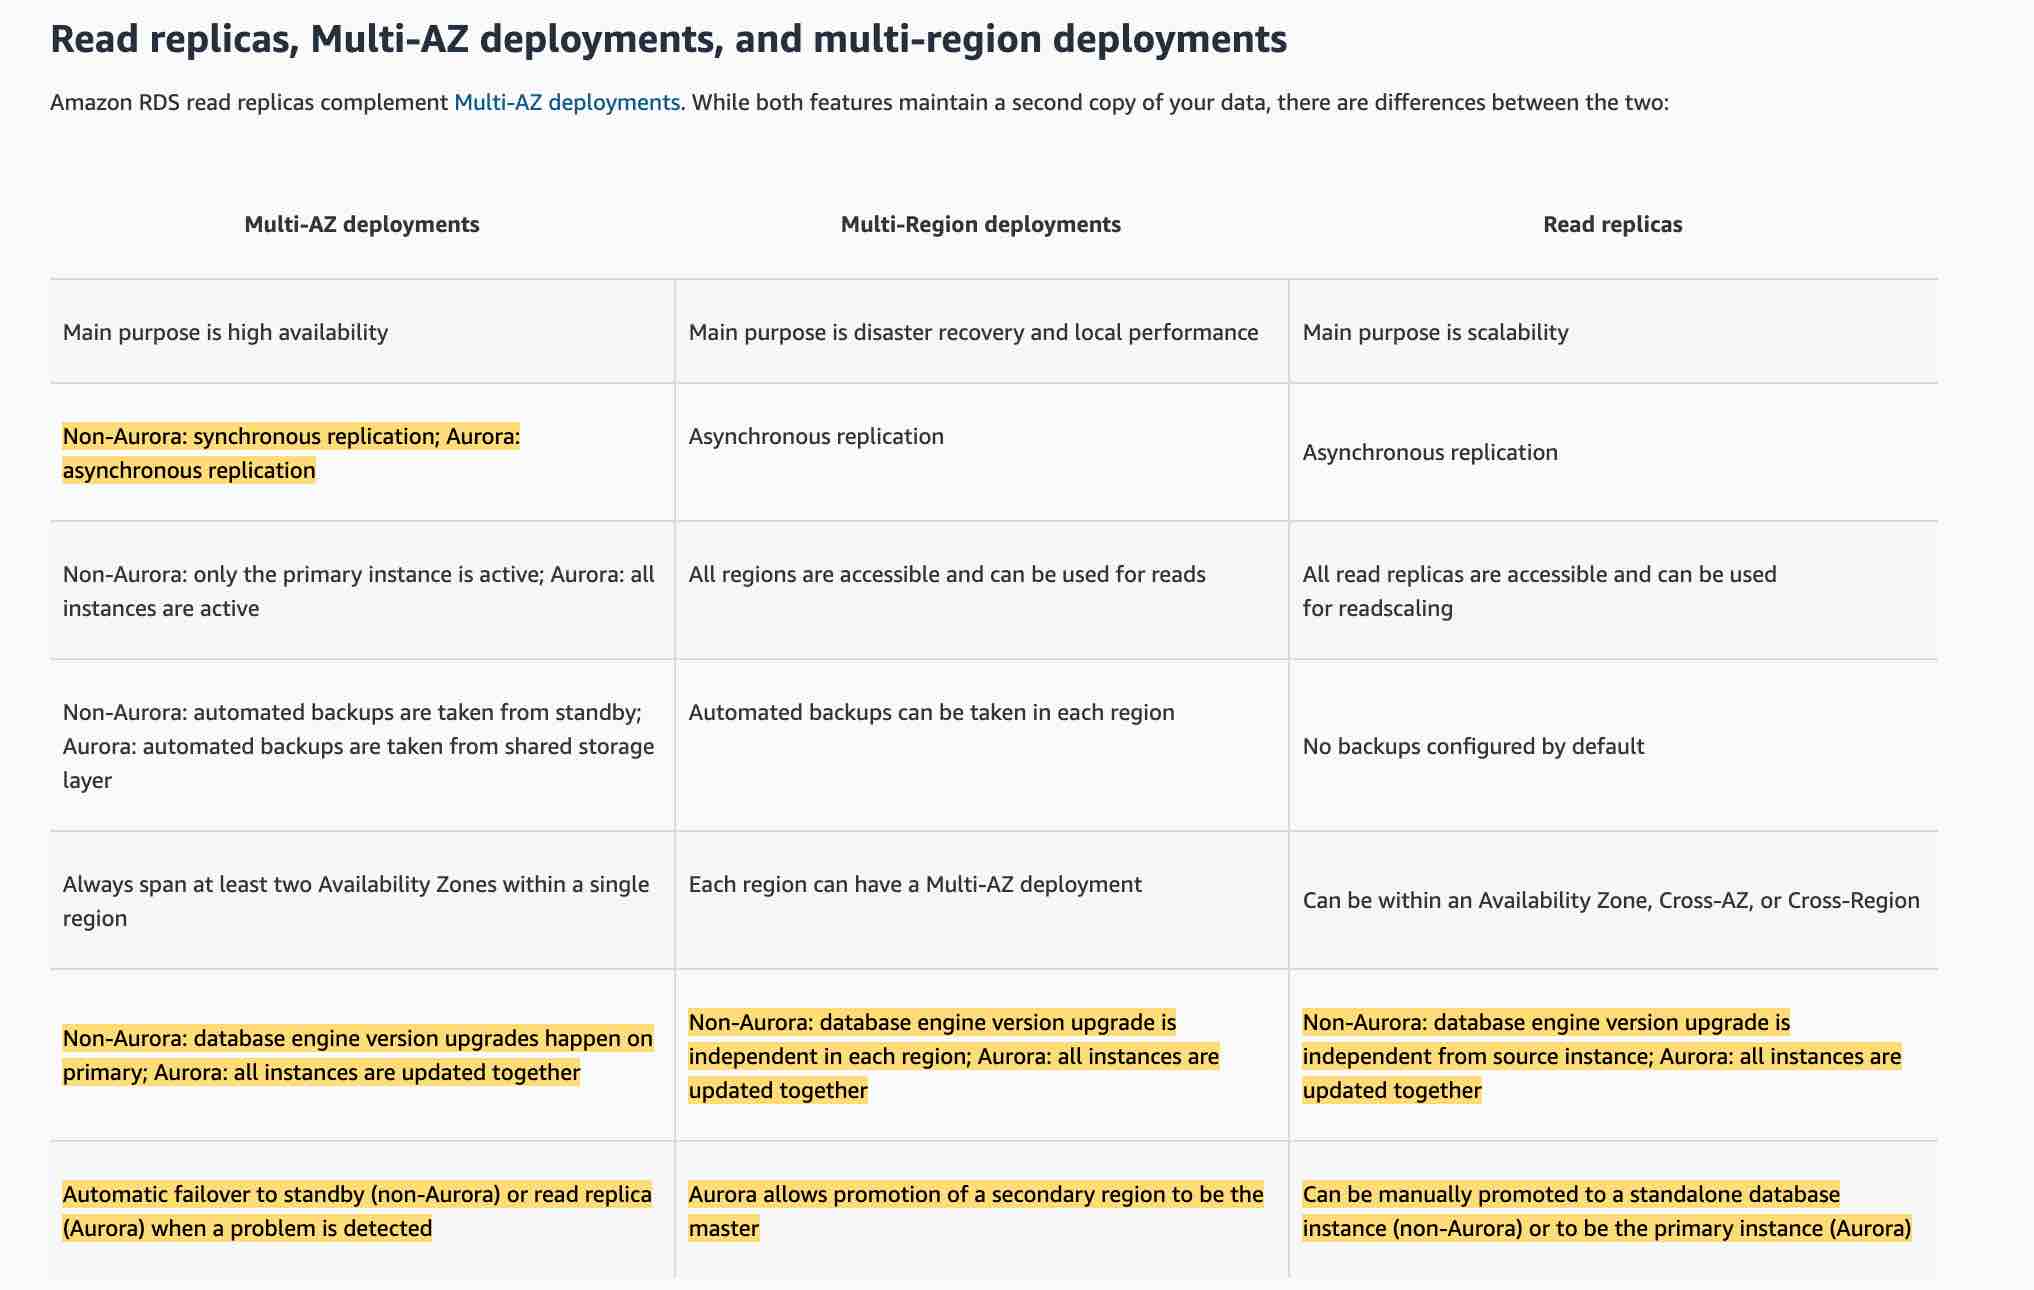 Read replicas, Multi-AZ deployments, and multi-region deployments
Amazon RDS read replicas complement Multi-AZ deployments. While both features maintain a second copy of your data, there are differences between the two:
Multi-AZ deployments
Multi-Region deployments
Read replicas
Main purpose is high availability
Main purpose is disaster recovery and local performance
Main purpose is scalability
Non-Aurora: synchronous replication; Aurora:
asynchronous replication
Asynchronous replication
Asynchronous replication
Non-Aurora: only the primary instance is active; Aurora: all
instances are active
All regions are accessible and can be used for reads
All read replicas are accessible and can be used
for readscaling
Non-Aurora: automated backups are taken from standby;
Aurora: automated backups are taken from shared storage
layer
Automated backups can be taken in each region
No backups configured by default
Always span at least two Availability Zones within a single
region
Each region can have a Multi-AZ deployment
Can be within an Availability Zone, Cross-AZ, or Cross-Region
Non-Aurora: database engine version upgrades happen on
primary; Aurora: all instances are updated together
Non-Aurora: database engine version upgrade is
independent in each region; Aurora: all instances are
updated together
Non-Aurora: database engine version upgrade is
independent from source instance; Aurora: all instances are
updated together
Automatic failover to standby (non-Aurora) or read replica
(Aurora) when a problem is detected
Aurora allows promotion of a secondary region to be the
master
Can be manually promoted to a standalone database
instance (non-Aurora) or to be the primary instance (Aurora)